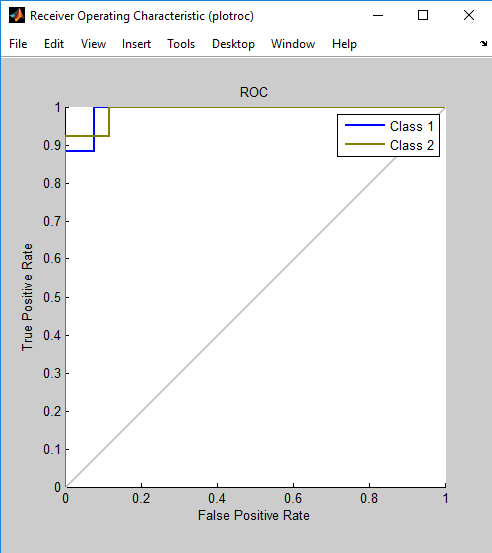 Receiver Operating Characteristic (plotroc)
File Edit View Insert Tools Desktop Window Help
ROC
Class 1
Class 2
True Positive Rate
1
0.9
0.8
0.7
0.6
0.5
0.4
0.3
0.2
0.1
0
0 0.2 0.4 0.6 0.8 1
False Positive Rate